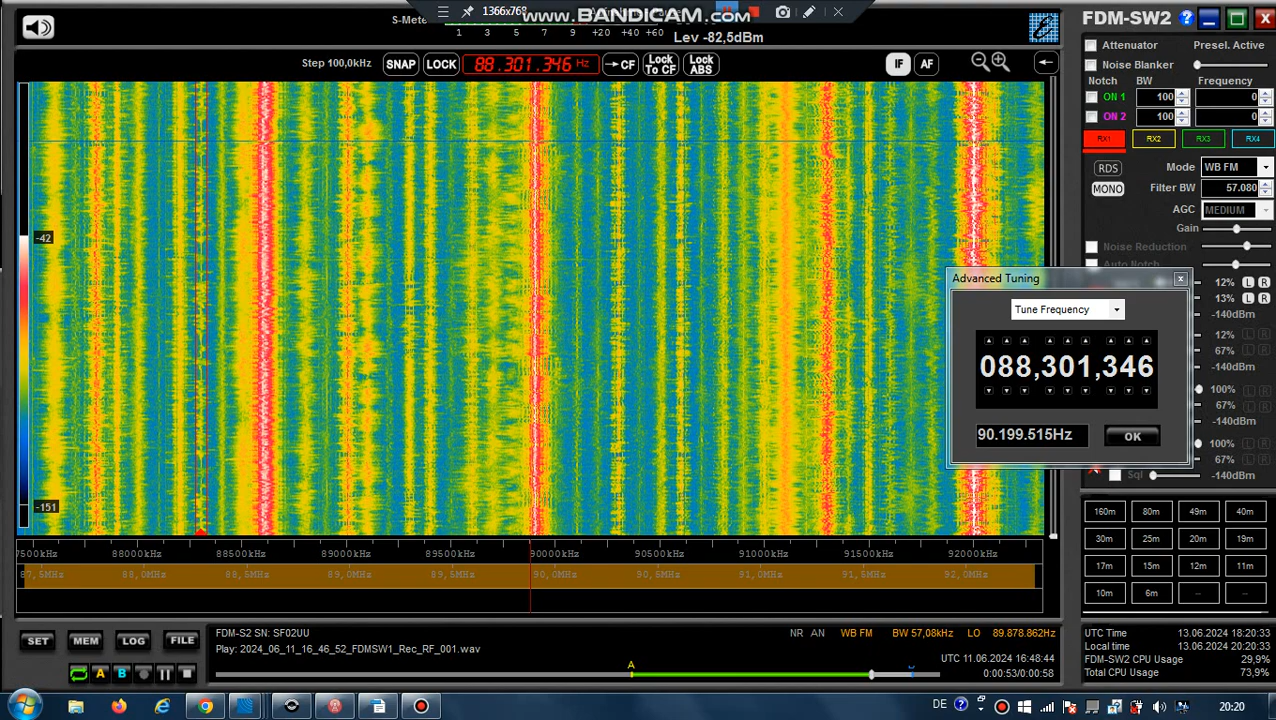 1366x768
www.BANDICAM.com
S-Mete
1 3 5 7 9 +20 +40 +60
Lev -82,5dBm
FDM-SW2
Step 100,0kHz
SNAP
LOCK
88.301.346 Hz
→CF
Lock To CF
Lock ABS
IF
AF
Attenuator
Presel. Active
Noise Blanker
Notch BW Frequency
ON 1 100 0
ON 2 100 0
RX1 RX2 RX3 RX4
RDS Mode WB FM
MONO Filter BW 57.080
AGC MEDIUM
Gain
Noise Reduction
Auto Notch
-42
-151
Advanced Tuning
Tune Frequency
088,301,346
90.199.515Hz
OK
12% L R
13% L R
-140dBm
12% L R
67% L R
-140dBm
100% L R
67% L R
-140dBm
100% L R
67% L R
Sql -140dBm
160m 80m 49m 40m
30m 25m 20m 19m
17m 15m 12m 11m
10m 6m -- --
7500kHz 88000kHz 88500kHz 89000kHz 89500kHz 90000kHz 90500kHz 91000kHz 91500kHz 92000kHz
87,5MHz 88,0MHz 88,5MHz 89,0MHz 89,5MHz 90,0MHz 90,5MHz 91,0MHz 91,5MHz 92,0MHz
SET MEM LOG FILE
A B
FDM-S2 SN: SF02UU
NR AN WB FM BW 57,08kHz LO 89.878.862Hz
Play: 2024_06_11_16_46_52_FDMSW1_Rec_RF_001.wav
UTC 11.06.2024 16:48:44
A
0:00:53/0:00:58
UTC Time 13.06.2024 18:20:33
Local time 13.06.2024 20:20:33
FDM-SW2 CPU Usage 29,9%
Total CPU Usage 73,9%
DE
20:20